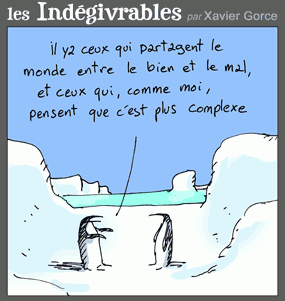 les Indégivrables par Xavier Gorce
il y a ceux qui partagent le
monde entre le bien et le mal,
et ceux qui, comme moi,
pensent que c'est plus complexe